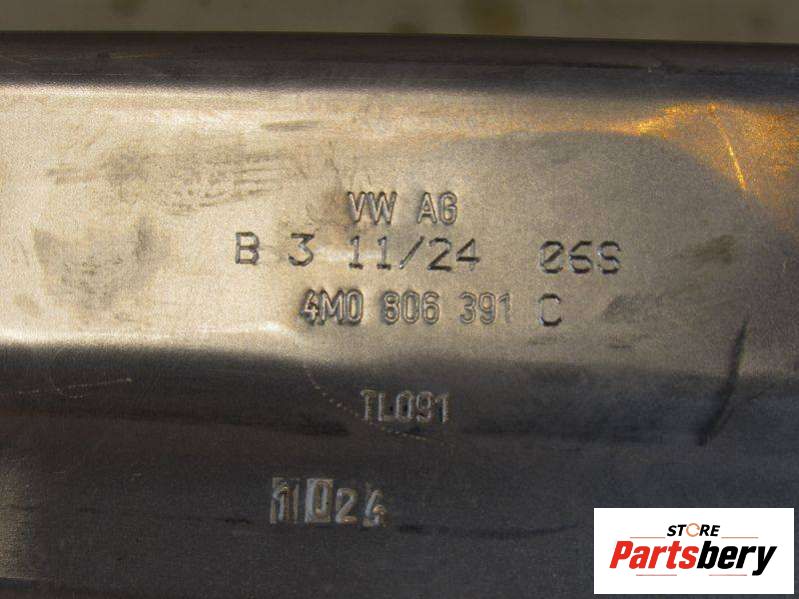 VW AG
B 3 11/24 06S
4M0 806 391 C
TL091
1024
STORE
Partsbery